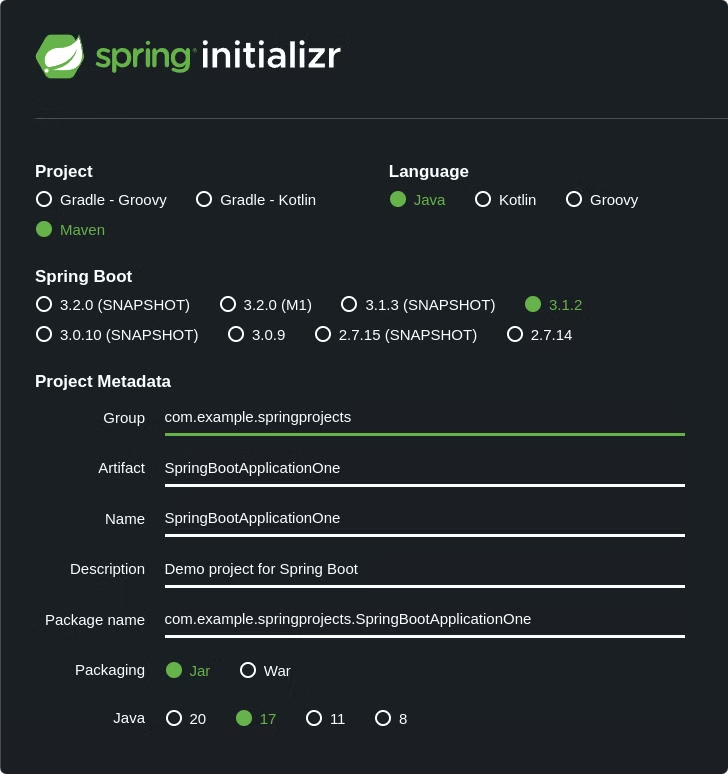 spring initializr
Project
Language
Gradle - Groovy Gradle - Kotlin
Java Kotlin Groovy
Maven
Spring Boot
3.2.0 (SNAPSHOT) 3.2.0 (M1) 3.1.3 (SNAPSHOT) 3.1.2
3.0.10 (SNAPSHOT) 3.0.9 2.7.15 (SNAPSHOT) 2.7.14
Project Metadata
Group com.example.springprojects
Artifact SpringBootApplicationOne
Name SpringBootApplicationOne
Description Demo project for Spring Boot
Package name com.example.springprojects.SpringBootApplicationOne
Packaging Jar War
Java 20 17 11 8